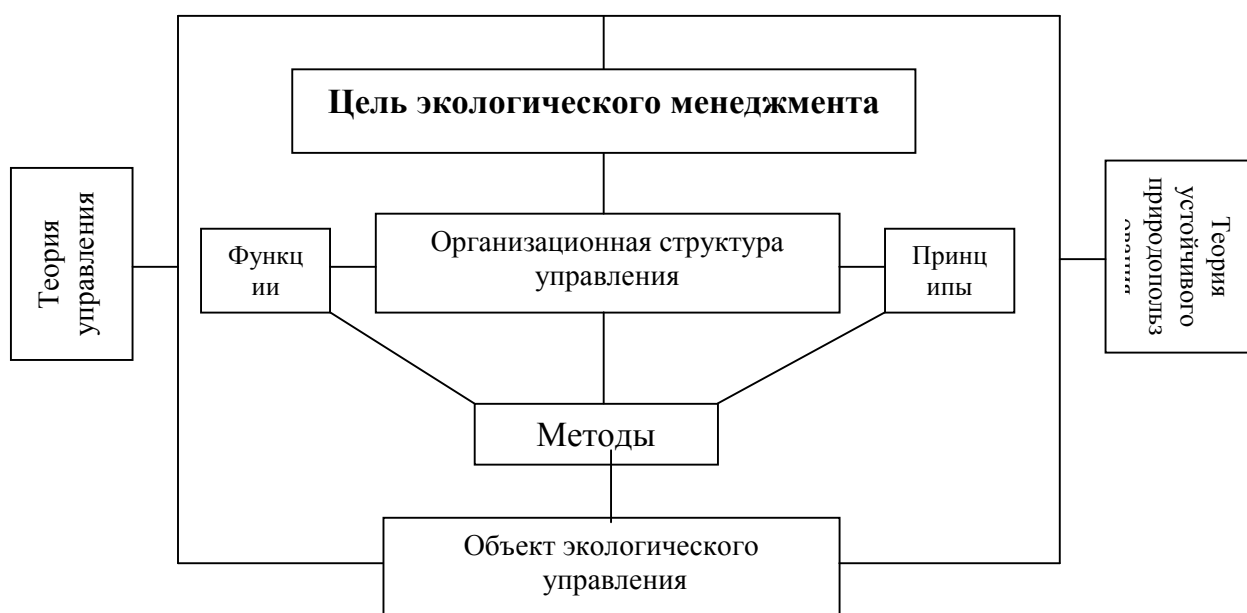 Цель экологического менеджмента
Теория
управления
Функц
ии
Организационная структура
управления
Принц
ипы
Теория
устойчивого
природопольз
Методы
Объект экологического
управления